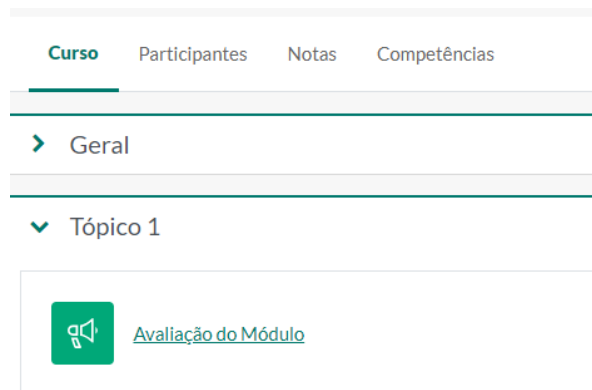 Curso Participantes Notas Competências
Geral
Tópico 1
Avaliação do Módulo